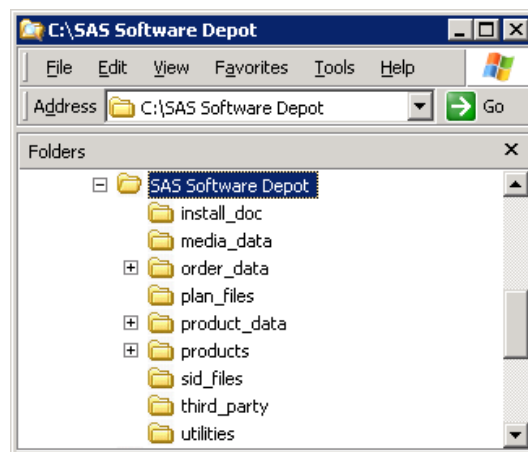 C:\SAS Software Depot
File Edit View Favorites Tools Help
Address C:\SAS Software Depot Go
Folders
SAS Software Depot
install_doc
media_data
order_data
plan_files
product_data
products
sid_files
third_party
utilities